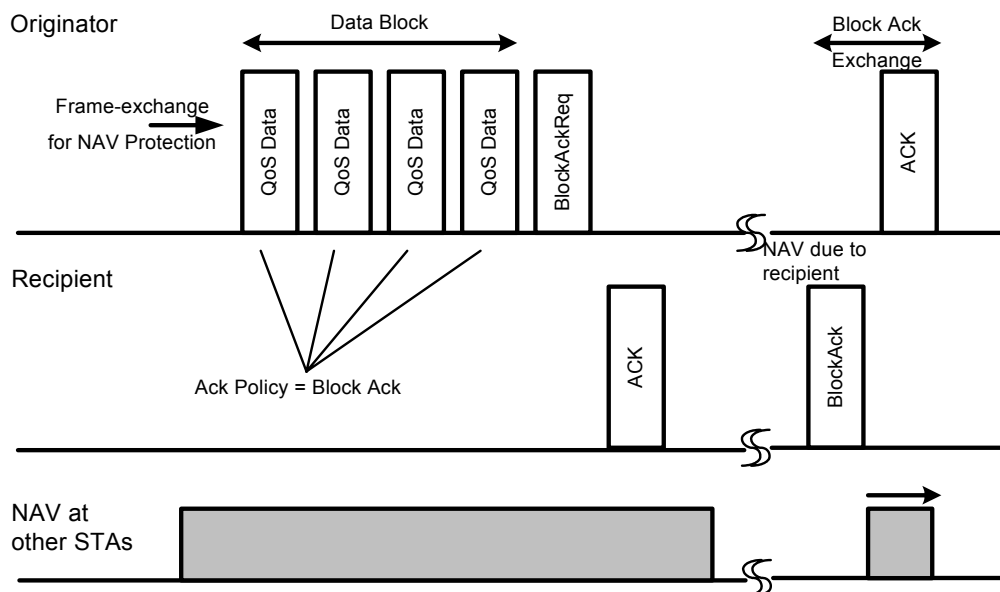 Originator
Data Block
Block Ack
Exchange
Frame-exchange
for NAV Protection
QoS Data
QoS Data
QoS Data
QoS Data
BlockAckReq
ACK
NAV due to
recipient
Recipient
Ack Policy = Block Ack
ACK
BlockAck
NAV at
other STAs